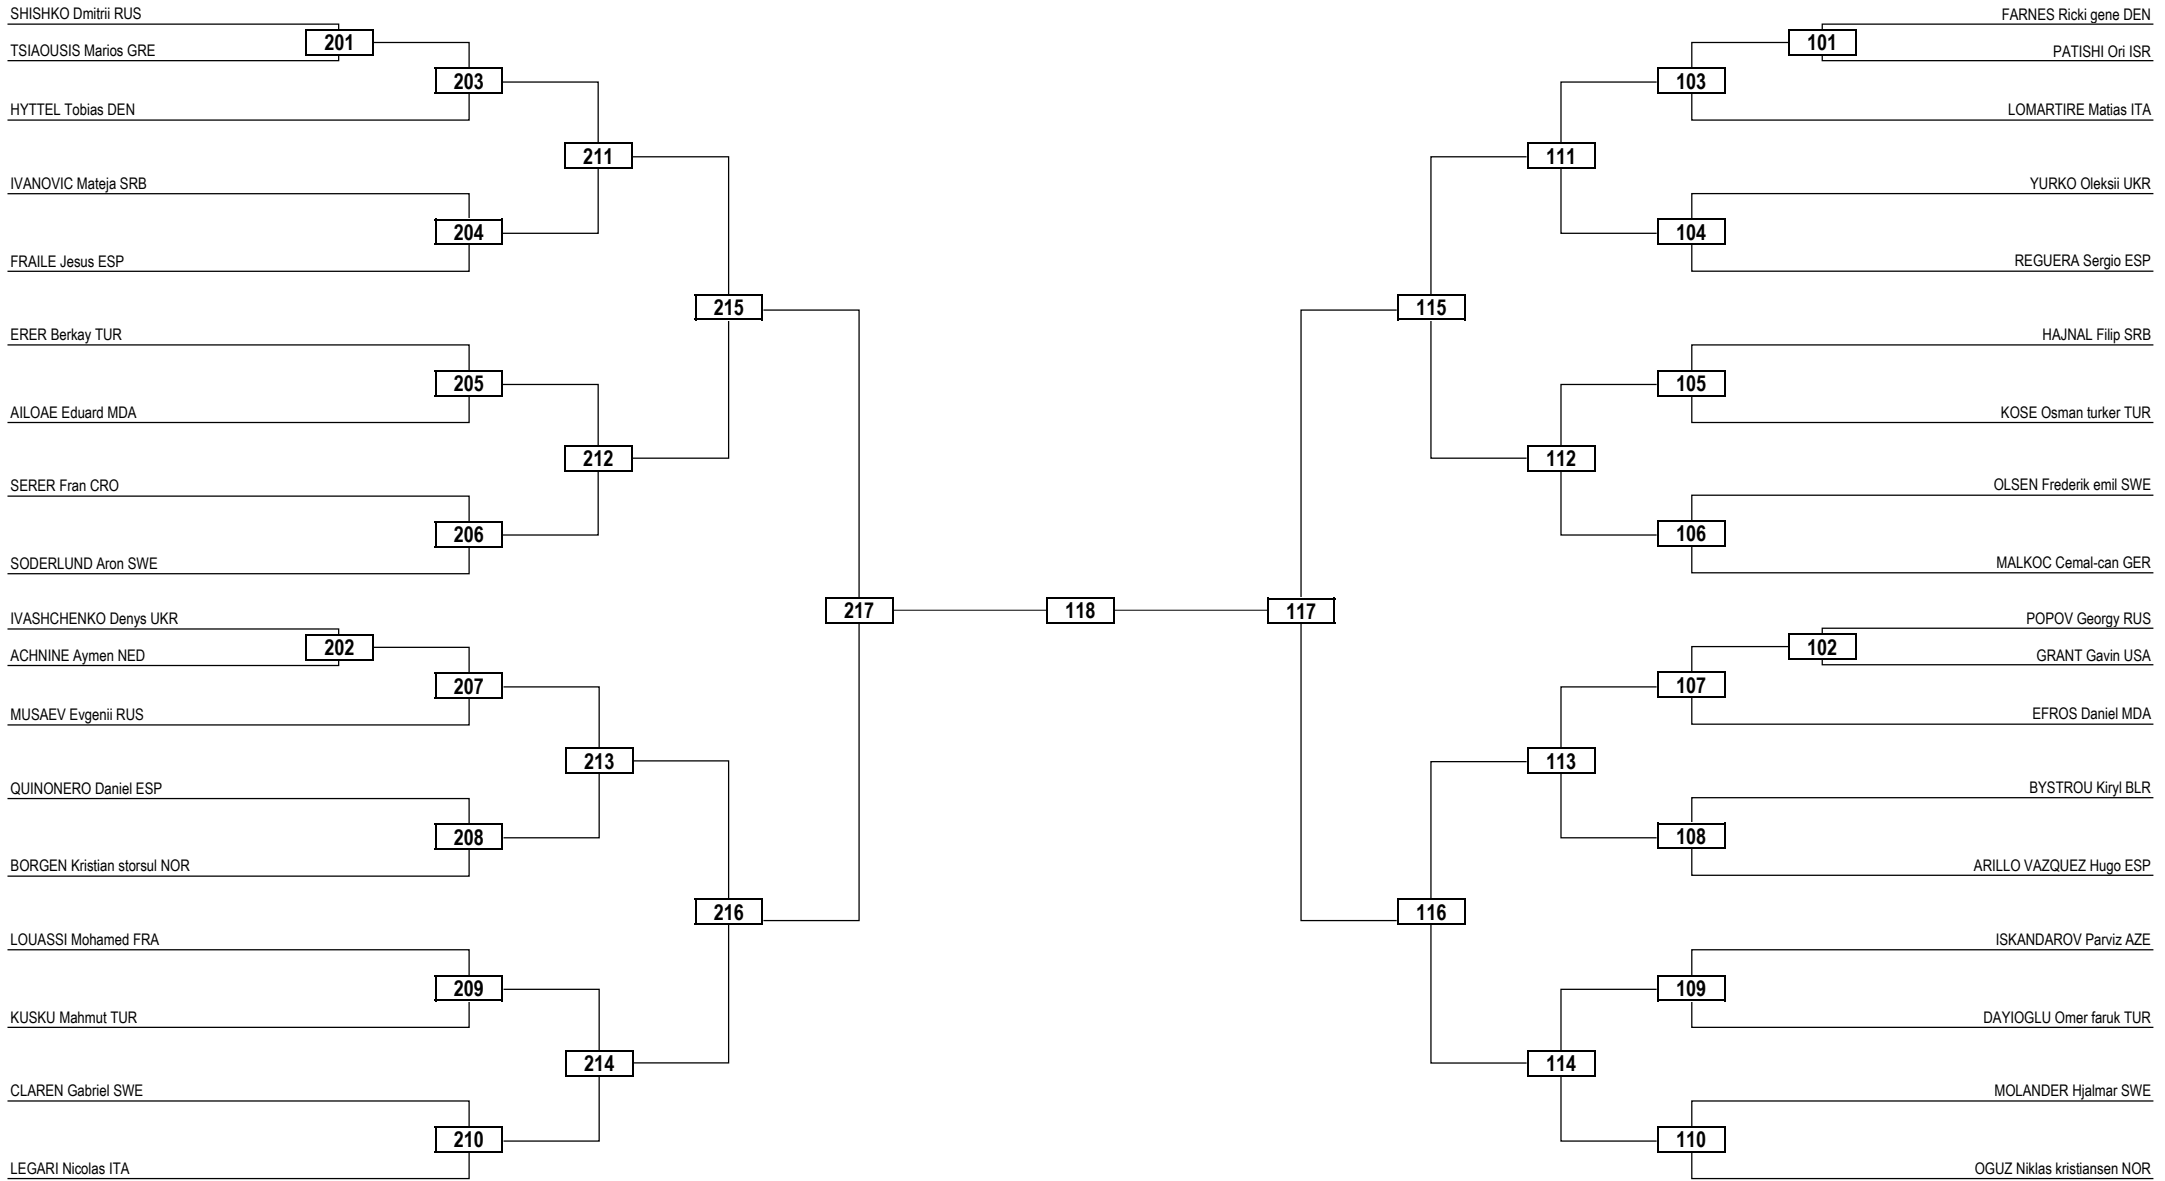 SHISHKO Dmitrii RUS
201
TSIAOUSIS Marios GRE
203
HYTTEL Tobias DEN
211
IVANOVIC Mateja SRB
204
FRAILE Jesus ESP
215
ERER Berkay TUR
205
AILOAE Eduard MDA
212
SERER Fran CRO
206
SODERLUND Aron SWE
217
IVASHCHENKO Denys UKR
202
ACHNINE Aymen NED
207
MUSAEV Evgenii RUS
213
QUINONERO Daniel ESP
208
BORGEN Kristian storsul NOR
216
LOUASSI Mohamed FRA
209
KUSKU Mahmut TUR
214
CLAREN Gabriel SWE
210
LEGARI Nicolas ITA
118
FARNES Ricki gene DEN
101
PATISHI Ori ISR
103
LOMARTIRE Matias ITA
111
YURKO Oleksii UKR
104
REGUERA Sergio ESP
115
HAJNAL Filip SRB
105
KOSE Osman turker TUR
112
OLSEN Frederik emil SWE
106
MALKOC Cemal-can GER
117
POPOV Georgy RUS
102
GRANT Gavin USA
107
EFROS Daniel MDA
113
BYSTROU Kiryl BLR
108
ARILLO VAZQUEZ Hugo ESP
116
ISKANDAROV Parviz AZE
109
DAYIOGLU Omer faruk TUR
114
MOLANDER Hjalmar SWE
110
OGUZ Niklas kristiansen NOR